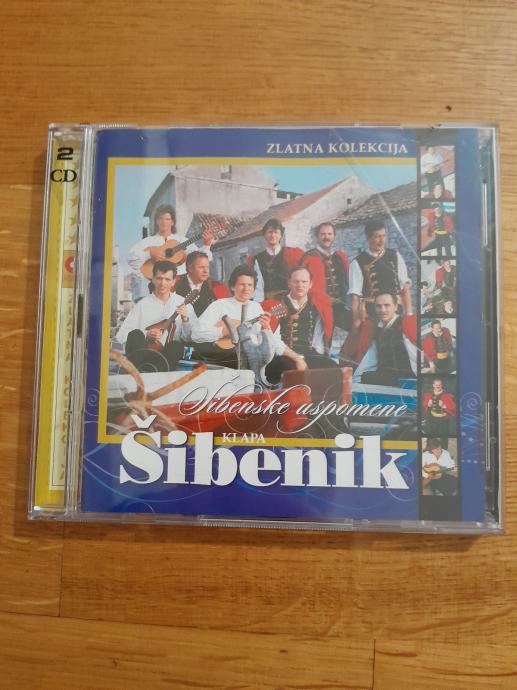 2
CD
ZLATNA KOLEKCIJA
Šibenske uspomene
KLAPA
Šibenik